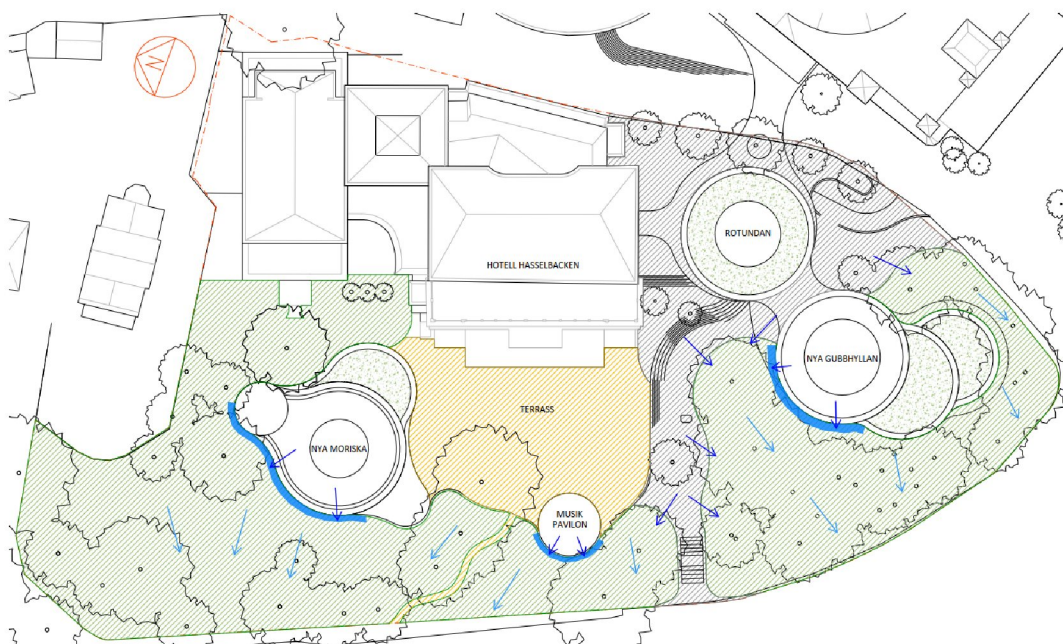 N
ROTUNDAN
HOTELL HASSELBACKEN
NYA GUBBHYLLAN
TERRASS
NYA MORISKA
MUSIK
PAVILON